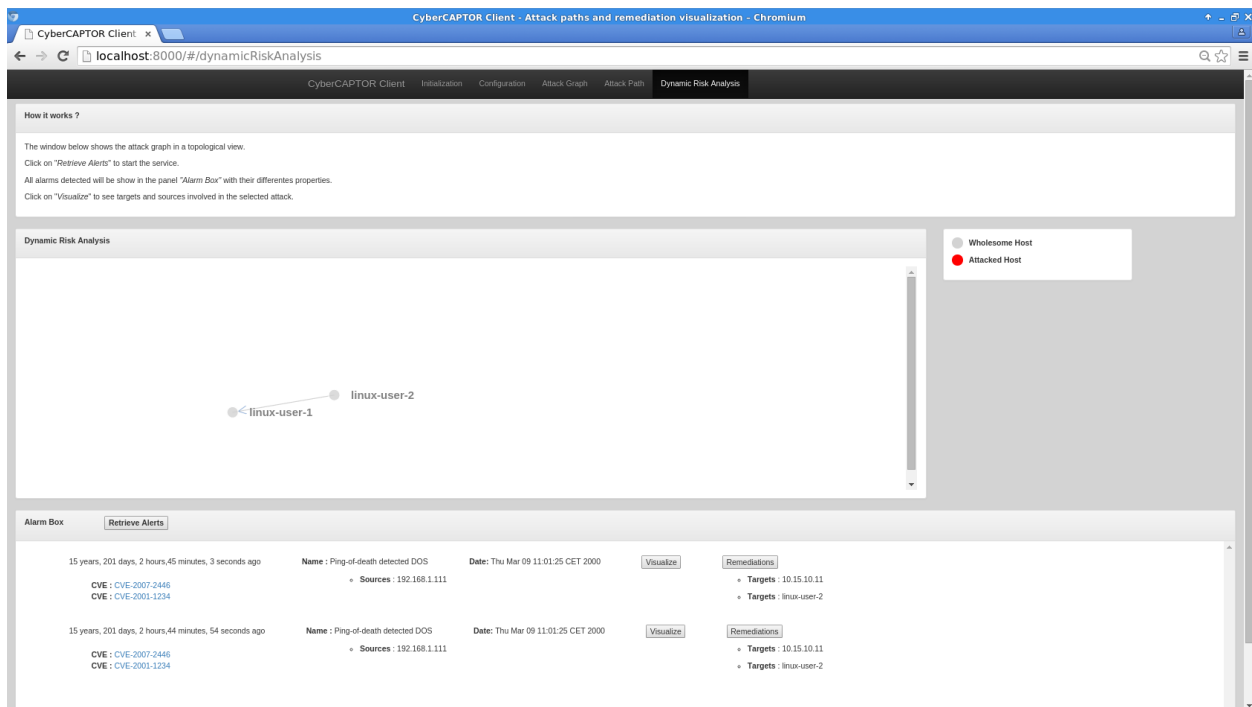 CyberCAPTOR Client - Attack paths and remediation visualization - Chromium
CyberCAPTOR Client ×
localhost:8000/#/dynamicRiskAnalysis
CyberCAPTOR Client Initialization Configuration Attack Graph Attack Path Dynamic Risk Analysis
How it works ?
The window below shows the attack graph in a topological view.
Click on "Retrieve Alerts" to start the service.
All alarms detected will be show in the panel "Alarm Box" with their differentes properties.
Click on "Visualize" to see targets and sources involved in the selected attack.
Dynamic Risk Analysis
Wholesome Host
Attacked Host
linux-user-2
linux-user-1
Alarm Box Retrieve Alerts
15 years, 201 days, 2 hours,45 minutes, 3 seconds ago Name : Ping-of-death detected DOS Date: Thu Mar 09 11:01:25 CET 2000 Visualize Remediations
Sources : 192.168.1.111 Targets : 10.15.10.11
CVE : CVE-2007-2446
CVE : CVE-2001-1234 Targets : linux-user-2
15 years, 201 days, 2 hours,44 minutes, 54 seconds ago Name : Ping-of-death detected DOS Date: Thu Mar 09 11:01:25 CET 2000 Visualize Remediations
Sources : 192.168.1.111 Targets : 10.15.10.11
CVE : CVE-2007-2446
CVE : CVE-2001-1234 Targets : linux-user-2